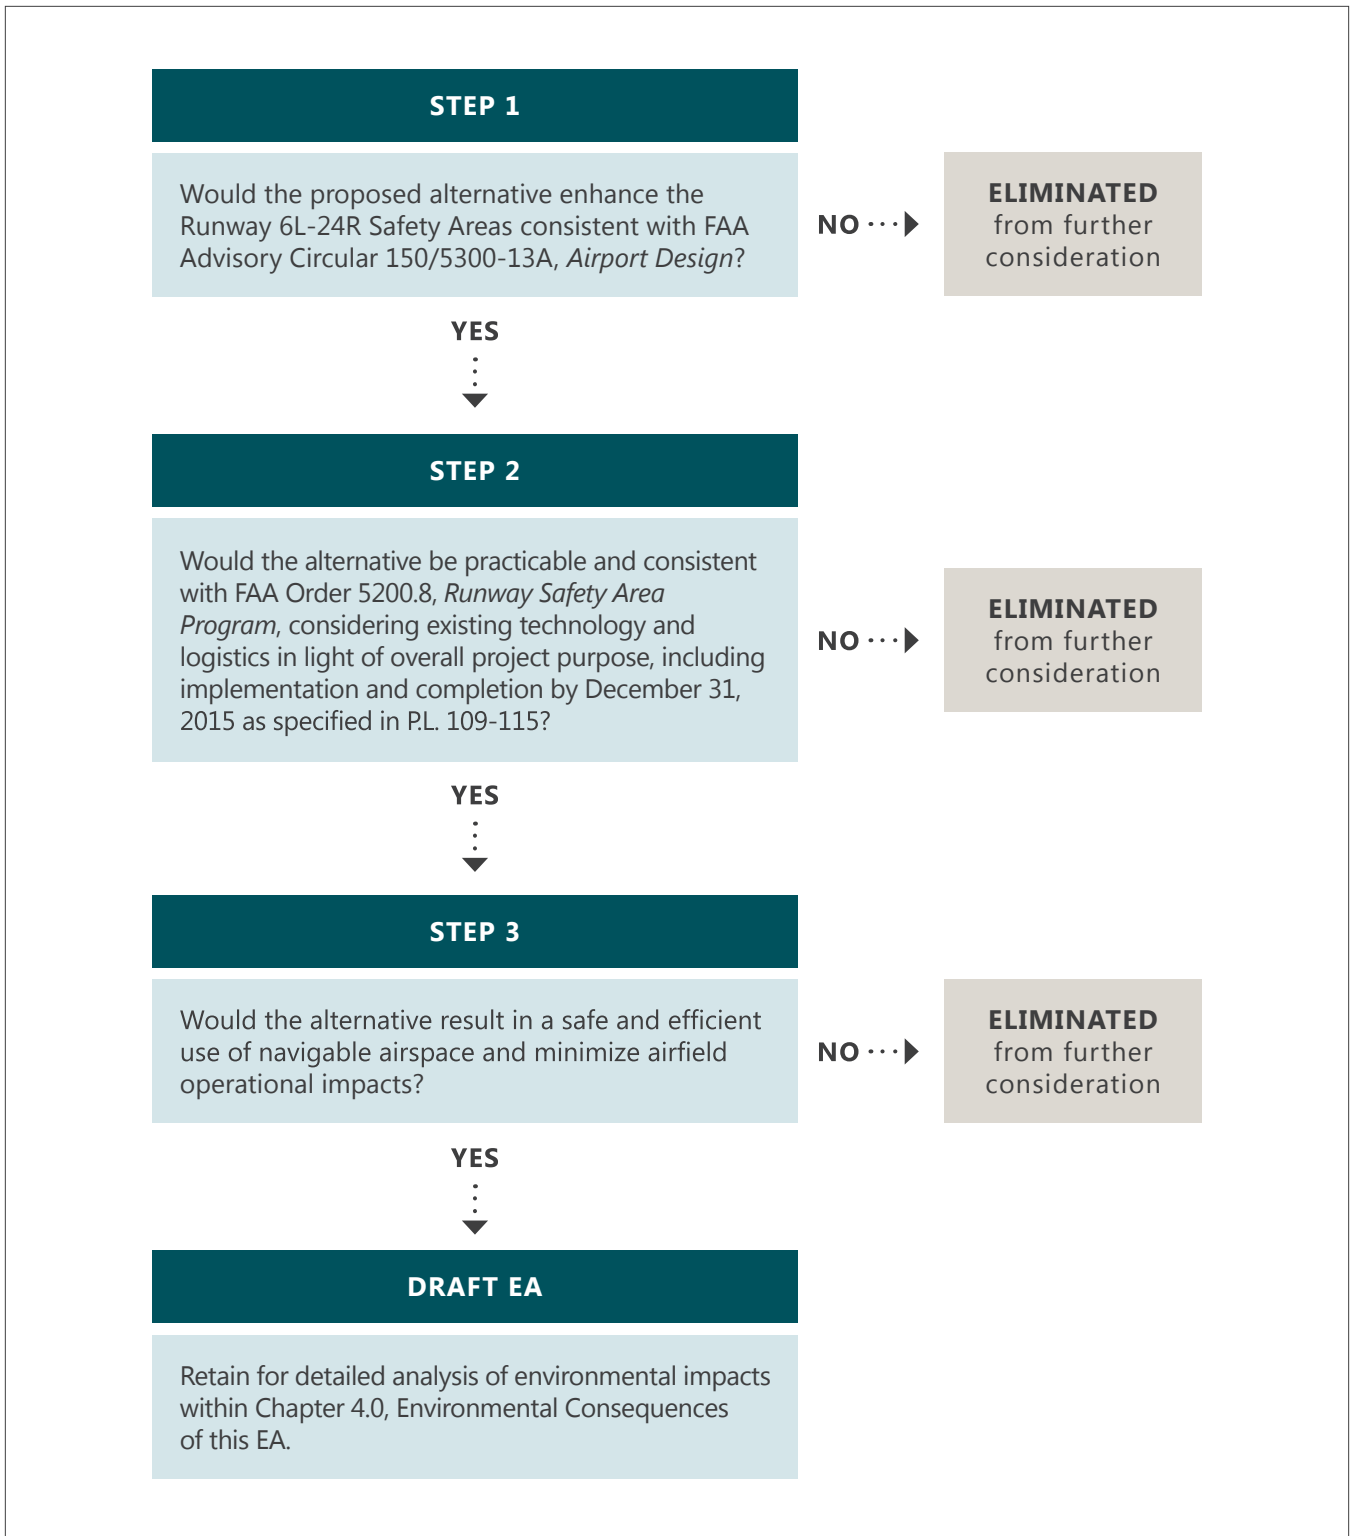 STEP 1
Would the proposed alternative enhance the
Runway 6L-24R Safety Areas consistent with FAA
Advisory Circular 150/5300-13A, Airport Design?
NO
ELIMINATED
from further
consideration
YES
STEP 2
Would the alternative be practicable and consistent
with FAA Order 5200.8, Runway Safety Area
Program, considering existing technology and
logistics in light of overall project purpose, including
implementation and completion by December 31,
2015 as specified in P.L. 109-115?
NO
ELIMINATED
from further
consideration
YES
STEP 3
Would the alternative result in a safe and efficient
use of navigable airspace and minimize airfield
operational impacts?
NO
ELIMINATED
from further
consideration
YES
DRAFT EA
Retain for detailed analysis of environmental impacts
within Chapter 4.0, Environmental Consequences
of this EA.